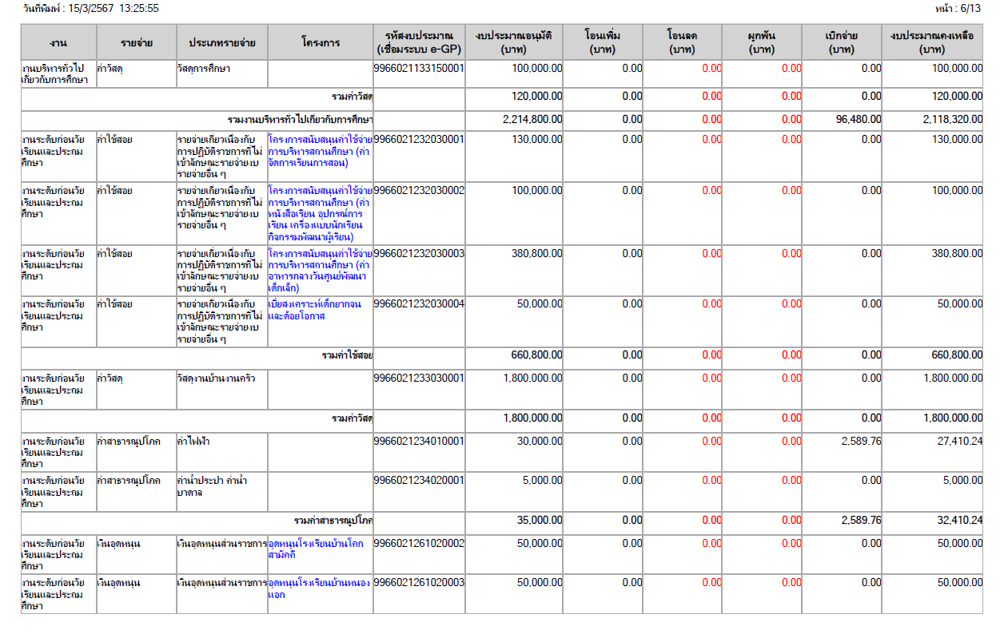 วันที่พิมพ์ : 15/3/2567 13:25:55 หน้า : 6/13
งาน รายจ่าย ประเภทรายจ่าย โครงการ รหัสงบประมาณ (เชื่อมระบบ e-GP) งบประมาณอนุมัติ (บาท) โอนเพิ่ม (บาท) โอนลด (บาท) ผูกพัน (บาท) เบิกจ่าย (บาท) งบประมาณคงเหลือ (บาท)
งานบริหารทั่วไป ค่าวัสดุ วัสดุการศึกษา 9966021133150001 100,000.00 0.00 0.00 0.00 0.00 100,000.00
เกี่ยวกับการศึกษา
รวมค่าวัสดุ 120,000.00 0.00 0.00 0.00 0.00 120,000.00
รวมงานบริหารทั่วไปเกี่ยวกับการศึกษา 2,214,800.00 0.00 0.00 0.00 96,480.00 2,118,320.00
งานระดับก่อนวัย ค่าใช้สอย รายจ่ายเกี่ยวเนื่องกับ โครงการสนับสนุนค่าใช้จ่าย 9966021232030001 130,000.00 0.00 0.00 0.00 0.00 130,000.00
เรียนและประถม การปฏิบัติราชการที่ไม่ การบริหารสถานศึกษา (ค่า
ศึกษา เข้าลักษณะรายจ่ายงบ จัดการเรียนการสอน)
รายจ่ายอื่น ๆ
งานระดับก่อนวัย ค่าใช้สอย รายจ่ายเกี่ยวเนื่องกับ โครงการสนับสนุนค่าใช้จ่าย 9966021232030002 100,000.00 0.00 0.00 0.00 0.00 100,000.00
เรียนและประถม การปฏิบัติราชการที่ไม่ การบริหารสถานศึกษา (ค่า
ศึกษา เข้าลักษณะรายจ่ายงบ หนังสือเรียน อุปกรณ์การ
รายจ่ายอื่น ๆ เรียน เครื่องแบบนักเรียน
กิจกรรมพัฒนาผู้เรียน)
งานระดับก่อนวัย ค่าใช้สอย รายจ่ายเกี่ยวเนื่องกับ โครงการสนับสนุนค่าใช้จ่าย 9966021232030003 380,800.00 0.00 0.00 0.00 0.00 380,800.00
เรียนและประถม การปฏิบัติราชการที่ไม่ การบริหารสถานศึกษา (ค่า
ศึกษา เข้าลักษณะรายจ่ายงบ อาหารกลางวันศูนย์พัฒนา
รายจ่ายอื่น ๆ เด็กเล็ก)
งานระดับก่อนวัย ค่าใช้สอย รายจ่ายเกี่ยวเนื่องกับ เบี้ยสงเคราะห์เด็กยากจน 9966021232030004 50,000.00 0.00 0.00 0.00 0.00 50,000.00
เรียนและประถม การปฏิบัติราชการที่ไม่ และด้อยโอกาส
ศึกษา เข้าลักษณะรายจ่ายงบ
รายจ่ายอื่น ๆ
รวมค่าใช้สอย 660,800.00 0.00 0.00 0.00 0.00 660,800.00
งานระดับก่อนวัย ค่าวัสดุ วัสดุงานบ้านงานครัว 9966021233030001 1,800,000.00 0.00 0.00 0.00 0.00 1,800,000.00
เรียนและประถม
ศึกษา
รวมค่าวัสดุ 1,800,000.00 0.00 0.00 0.00 0.00 1,800,000.00
งานระดับก่อนวัย ค่าสาธารณูปโภค ค่าไฟฟ้า 9966021234010001 30,000.00 0.00 0.00 0.00 2,589.76 27,410.24
เรียนและประถม
ศึกษา
งานระดับก่อนวัย ค่าสาธารณูปโภค ค่าน้ำประปา ค่าน้ำ 9966021234020001 5,000.00 0.00 0.00 0.00 0.00 5,000.00
เรียนและประถม บาดาล
ศึกษา
รวมค่าสาธารณูปโภค 35,000.00 0.00 0.00 0.00 2,589.76 32,410.24
งานระดับก่อนวัย เงินอุดหนุน เงินอุดหนุนส่วนราชการ อุดหนุนโรงเรียนบ้านโคก 9966021261020002 50,000.00 0.00 0.00 0.00 0.00 50,000.00
เรียนและประถม สามัคคี
ศึกษา
งานระดับก่อนวัย เงินอุดหนุน เงินอุดหนุนส่วนราชการ อุดหนุนโรงเรียนบ้านหนอง 9966021261020003 50,000.00 0.00 0.00 0.00 0.00 50,000.00
เรียนและประถม แอก
ศึกษา